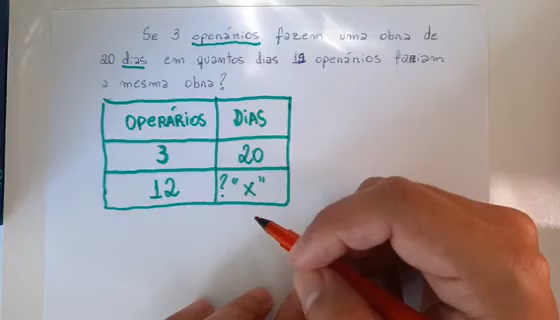 Se 3 operários fazem uma obra de
20 dias em quantos dias 12 operários fariam
a mesma obra?
OPERÁRIOS DIAS
3 20
12 ? "x"